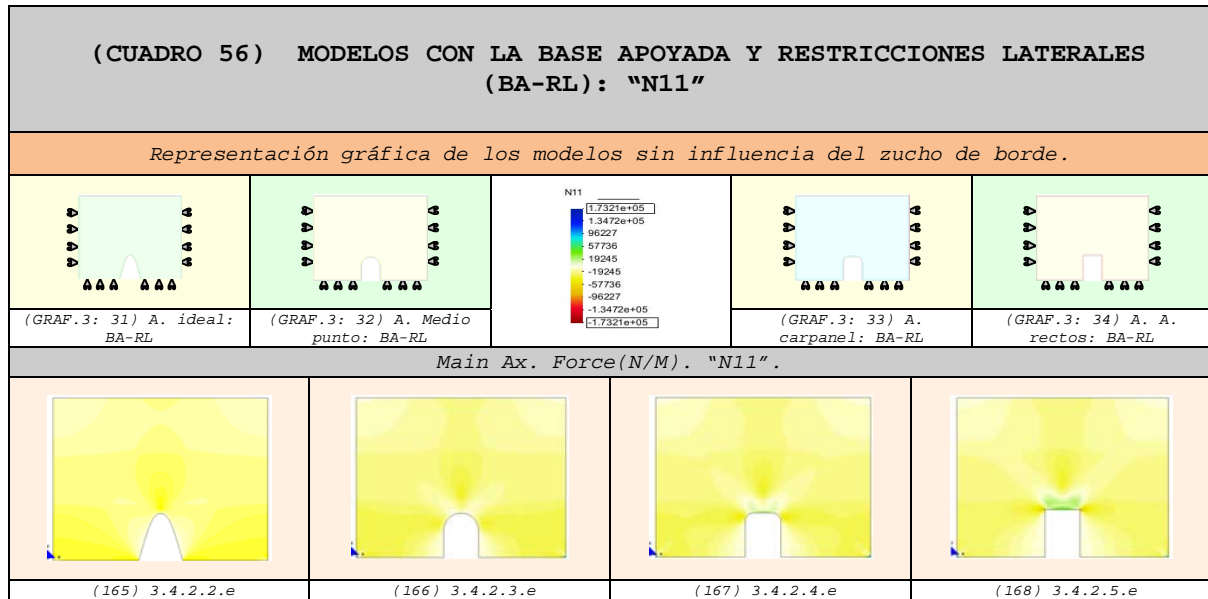 (CUADRO 56) MODELOS CON LA BASE APOYADA Y RESTRICCIONES LATERALES
(BA-RL): “N11”
Representación gráfica de los modelos sin influencia del zucho de borde.
N11
1.7321e+05
1.3472e+05
96227
57736
19245
-19245
-57736
-96227
-1.3472e+05
-1.7321e+05
(GRAF.3: 31) A. ideal:
BA-RL
(GRAF.3: 32) A. Medio
punto: BA-RL
(GRAF.3: 33) A.
carpanel: BA-RL
(GRAF.3: 34) A. A.
rectos: BA-RL
Main Ax. Force(N/M). “N11”.
(165) 3.4.2.2.e
(166) 3.4.2.3.e
(167) 3.4.2.4.e
(168) 3.4.2.5.e